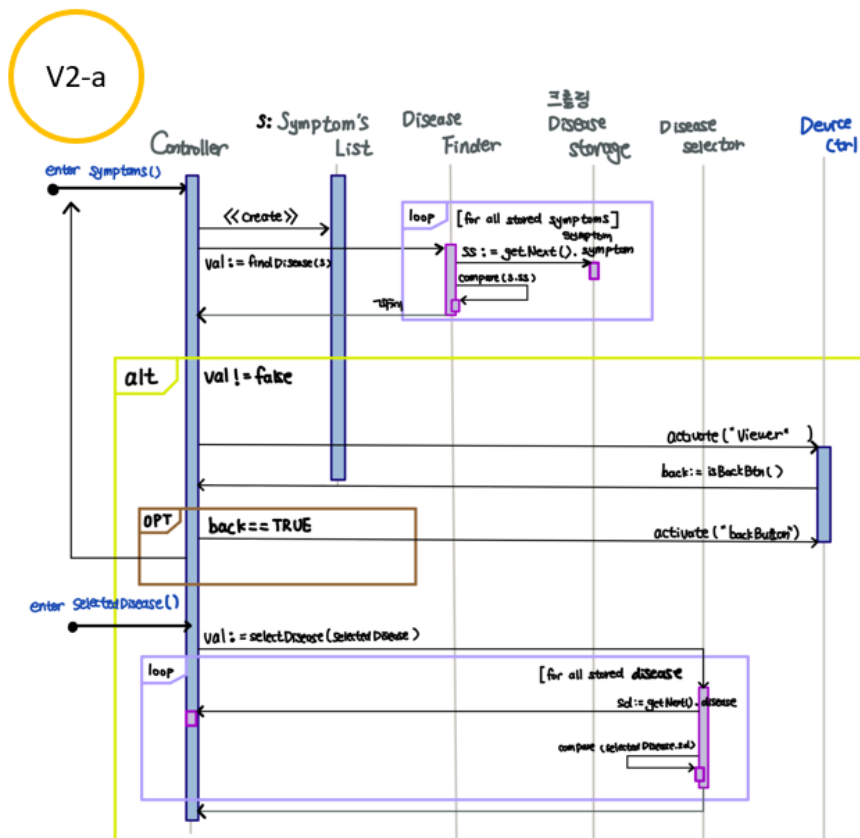 V2-a
Controller
s: Symptom's
List
Disease
Finder
크롤링
Disease
storage
Disease
selector
Device
Ctrl
enter symptoms()
<<Create>>
loop
[for all stored symptoms]
val := findDisease(s)
ss := getNext().symptom
symptom
compare(s.ss)
alt
val != false
activate("Viewer" )
back := isBackBtn()
OPT
back == TRUE
activate("backButton")
enter selectedDisease()
val := selectDisease(selectedDisease)
loop
[for all stored disease
sd := getNext().disease
compare(selectedDisease.sd)